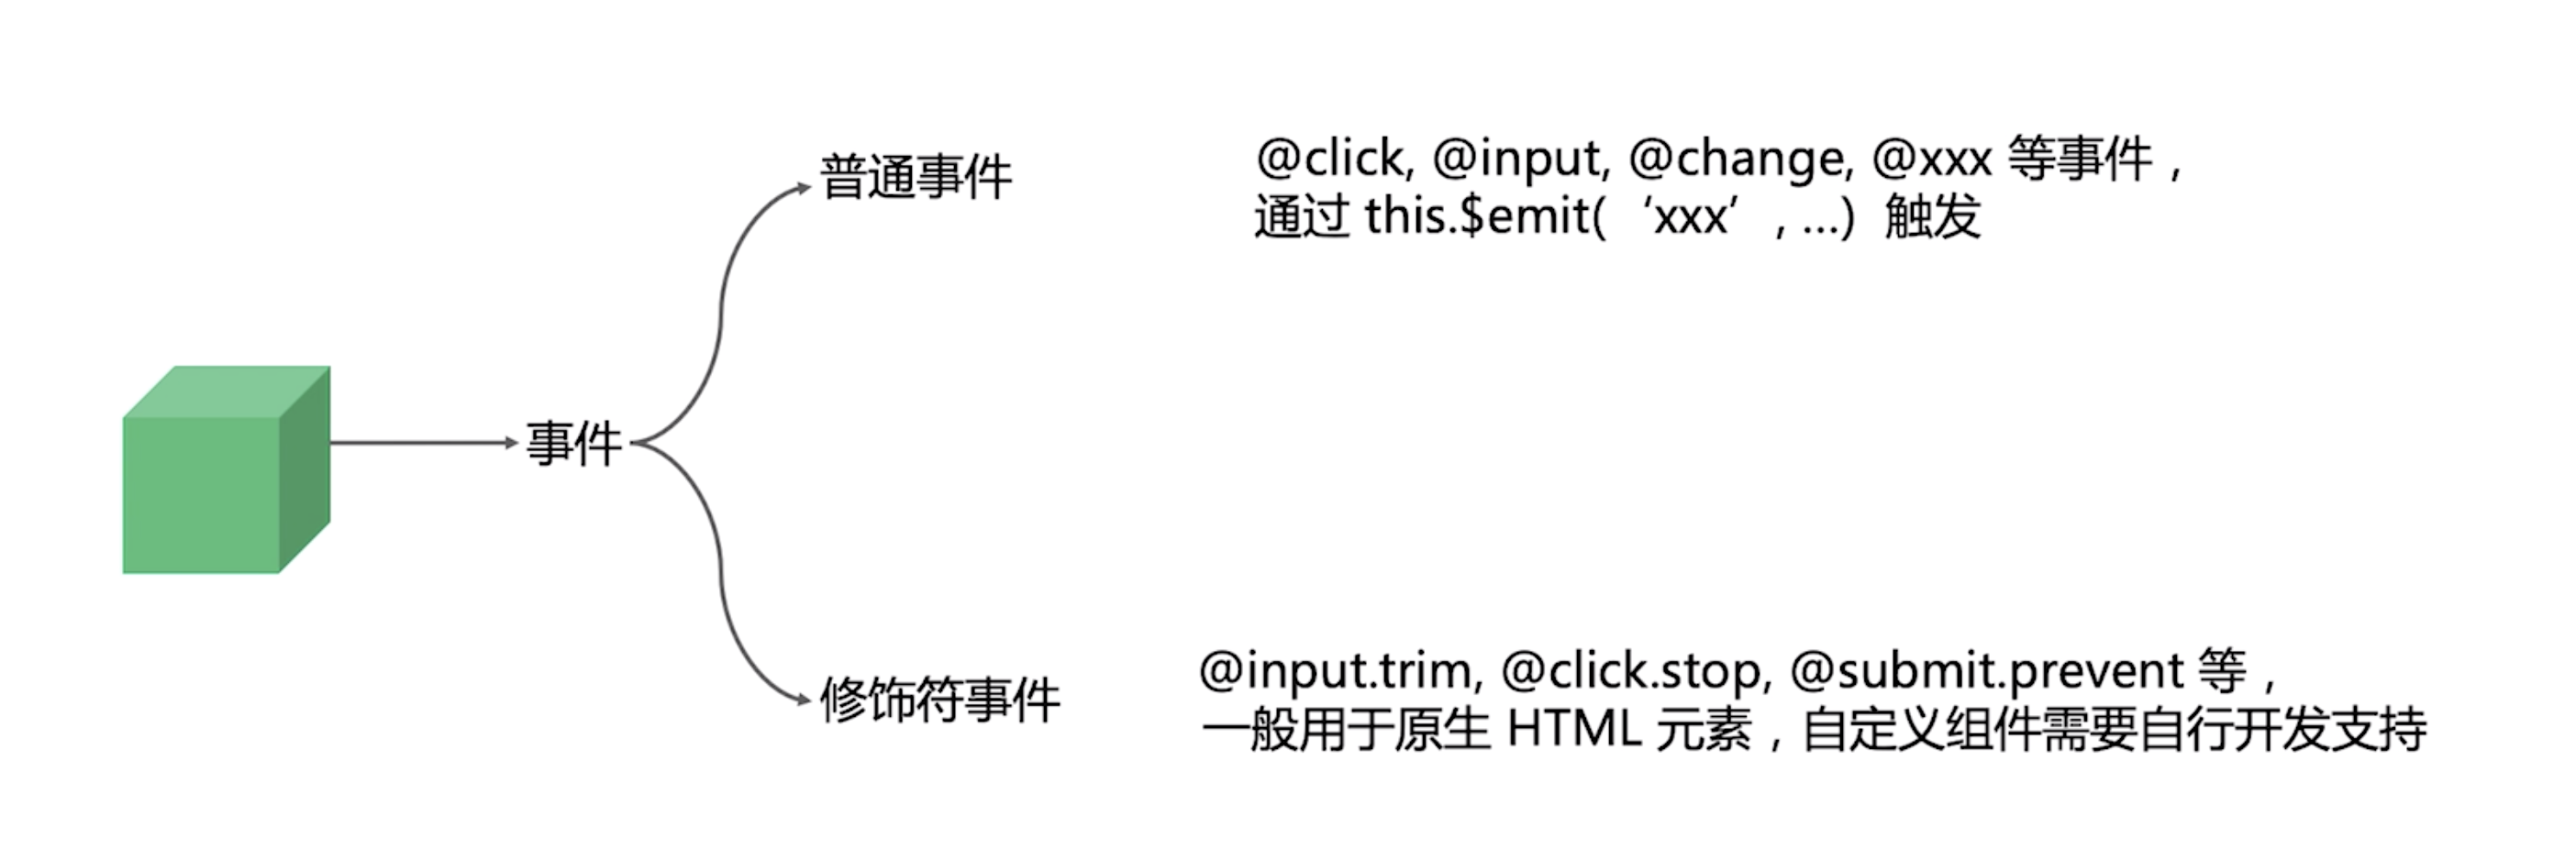 普通事件
@click, @input, @change, @xxx 等事件，
通过 this.$emit(‘xxx’, ...) 触发
事件
修饰符事件
@input.trim, @click.stop, @submit.prevent 等，
一般用于原生 HTML 元素，自定义组件需要自行开发支持